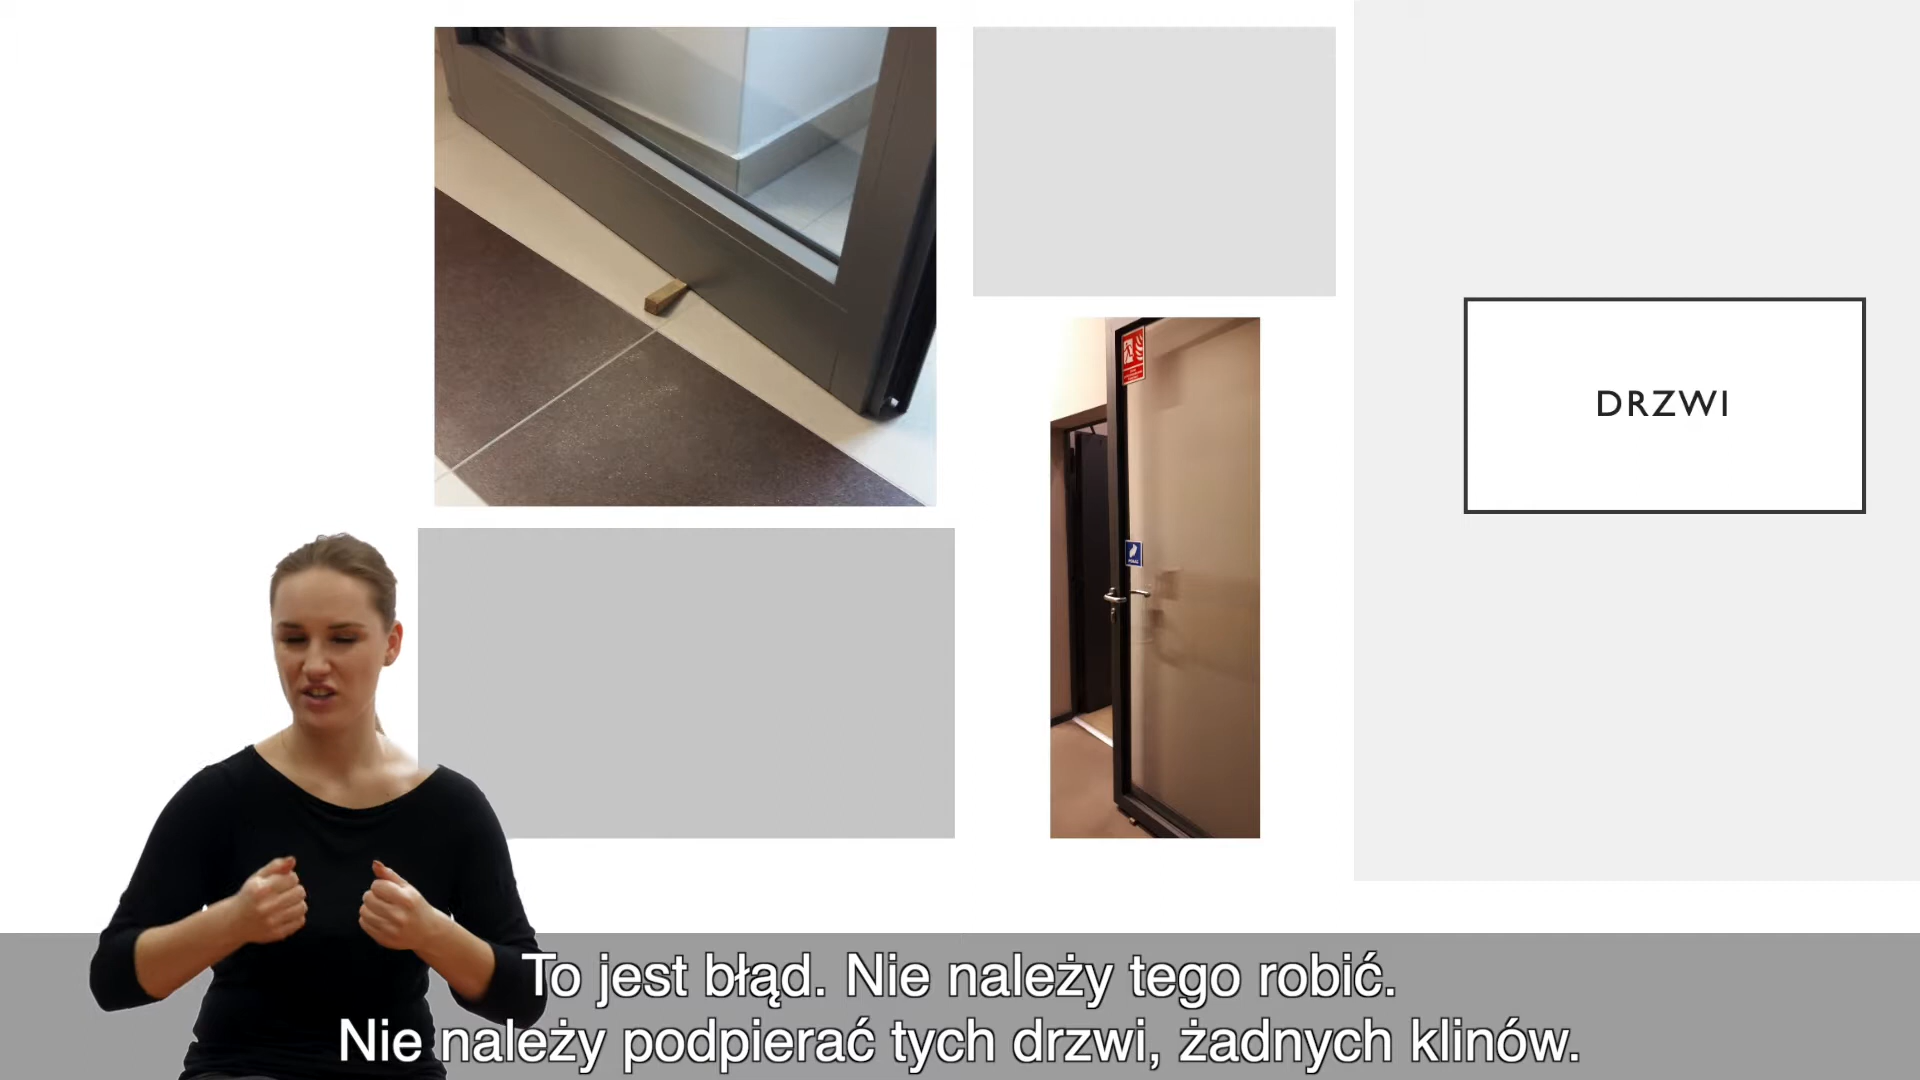 DRZWI
To jest błąd. Nie należy tego robić.
Nie należy podpierać tych drzwi, żadnych klinów.